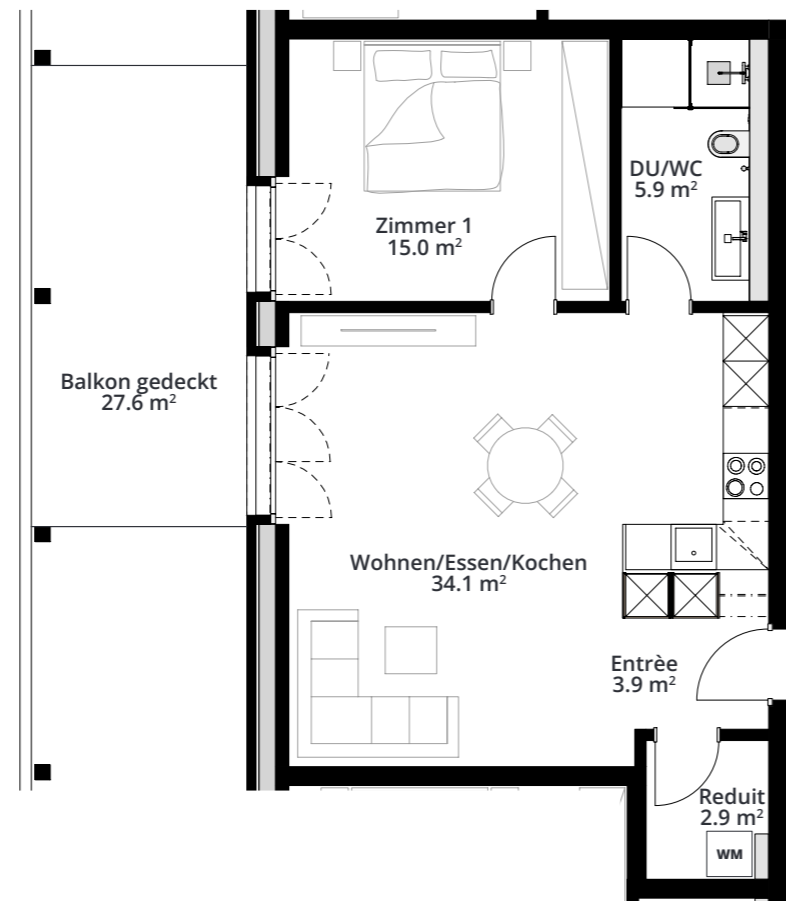 DU/WC
5.9 m²
Zimmer 1
15.0 m²
Balkon gedeckt
27.6 m²
Wohnen/Essen/Kochen
34.1 m²
Entrèe
3.9 m²
Reduit
2.9 m²
WM